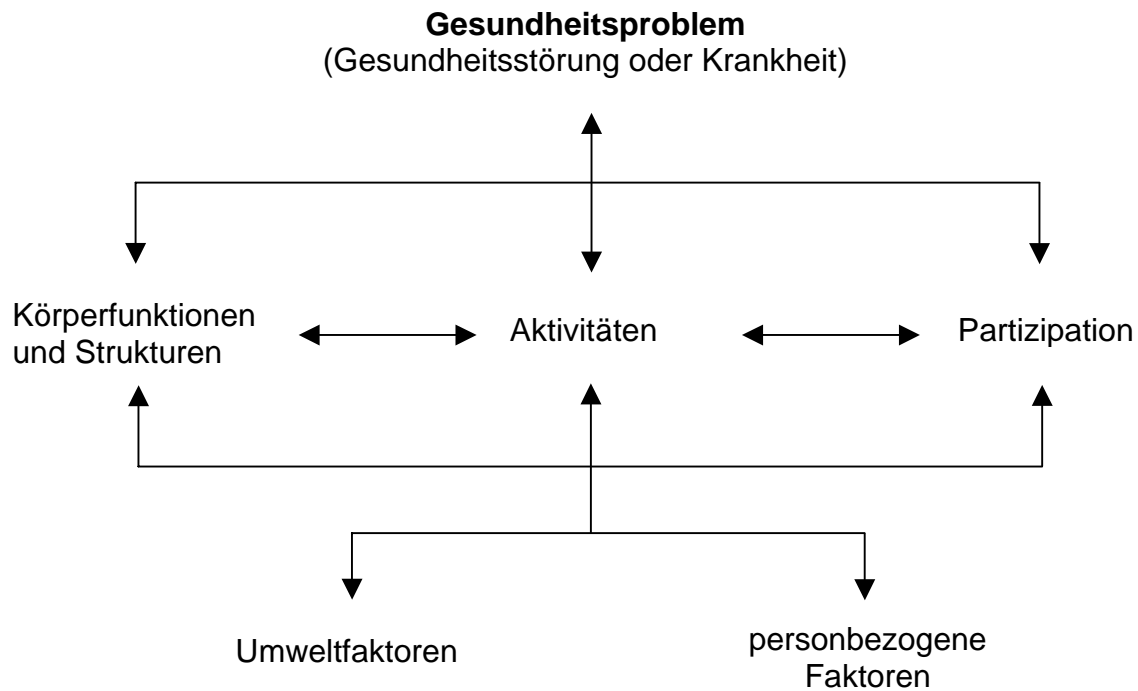 Gesundheitsproblem
(Gesundheitsstörung oder Krankheit)
Körperfunktionen
und Strukturen
Aktivitäten
Partizipation
Umweltfaktoren
personbezogene
Faktoren